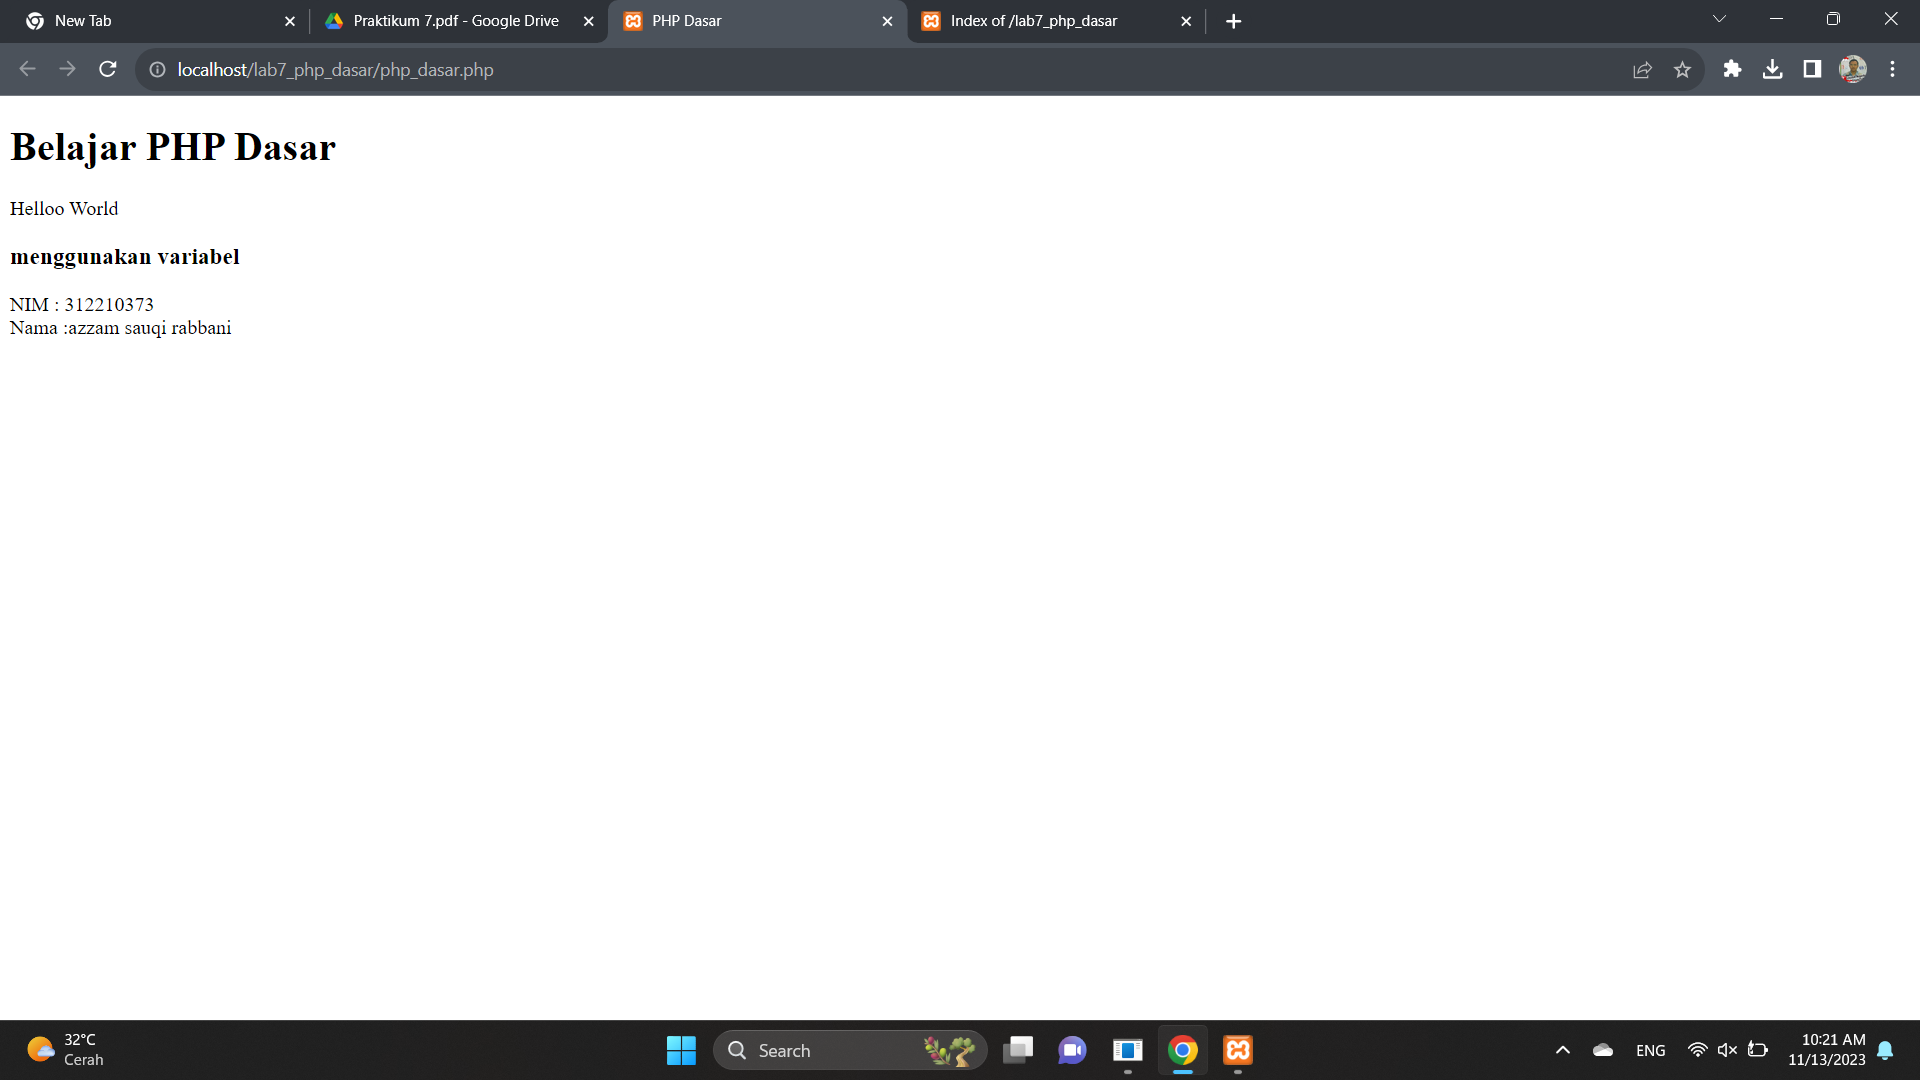 New Tab
Praktikum 7.pdf - Google Drive
PHP Dasar
Index of /lab7_php_dasar
localhost/lab7_php_dasar/php_dasar.php
Belajar PHP Dasar
Helloo World
menggunakan variabel
NIM : 312210373
Nama :azzam sauqi rabbani
32°C
Cerah
Search
ENG
10:21 AM
11/13/2023